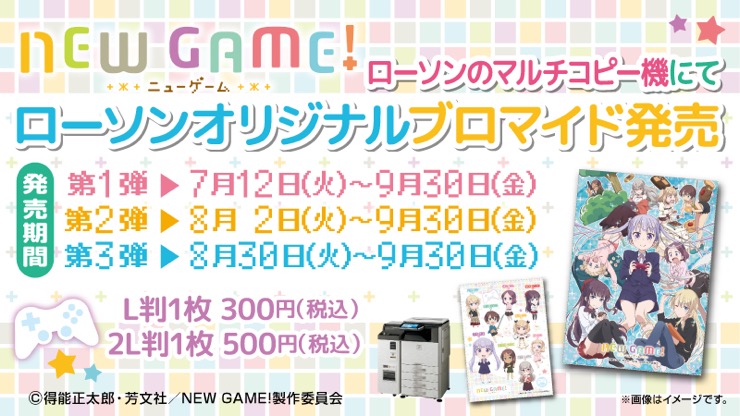 NEW GAME!
ニューゲーム
ローソンのマルチコピー機にて
ローソンオリジナルブロマイド発売
発売期間
第1弾 ▶ 7月12日(火)～9月30日(金)
第2弾 ▶ 8月 2日(火)～9月30日(金)
第3弾 ▶ 8月30日(火)～9月30日(金)
L判1枚 300円(税込)
2L判1枚 500円(税込)
NEW GAME!
©得能正太郎・芳文社／NEW GAME!製作委員会
※画像はイメージです。